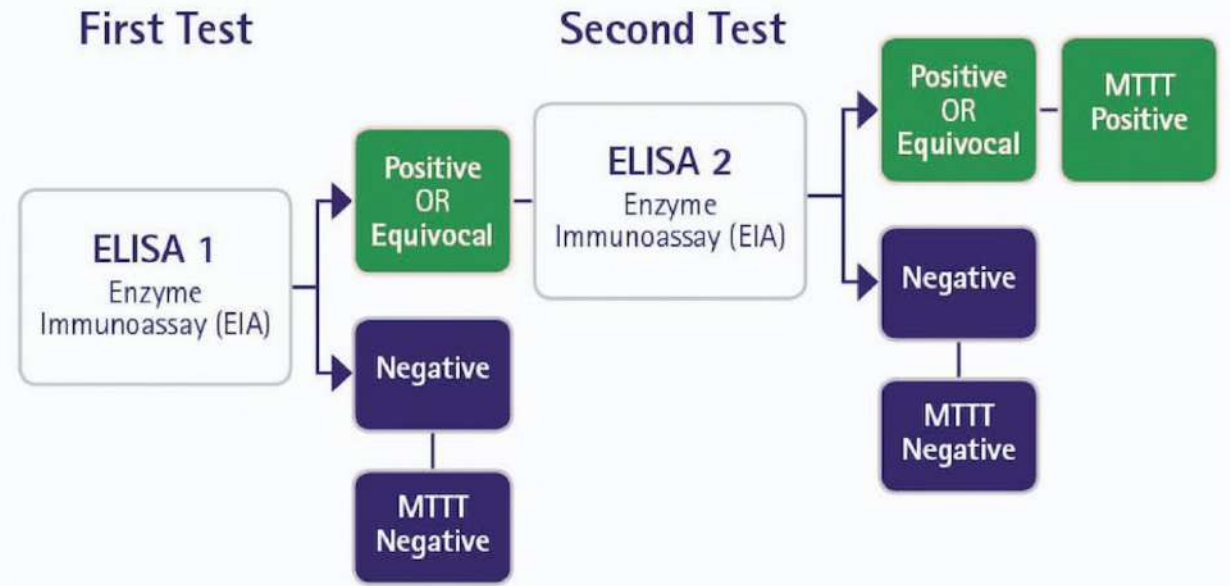 First Test
ELISA 1
Enzyme
Immunoassay (EIA)
Positive
OR
Equivocal
Negative
MTTT
Negative
Second Test
ELISA 2
Enzyme
Immunoassay (EIA)
Positive
OR
Equivocal
MTTT
Positive
Negative
MTTT
Negative